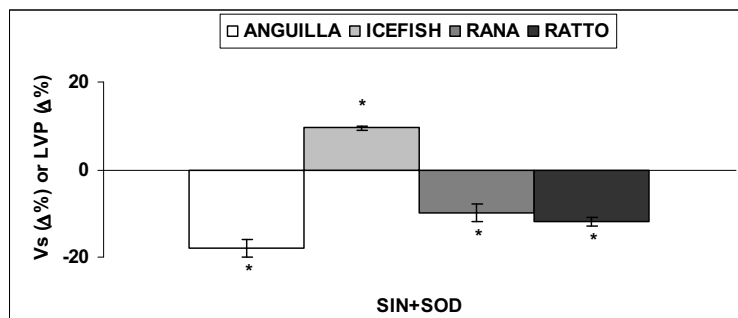 ANGUILLA ICEFISH RANA RATTO
Vs (Δ%) or LVP (Δ%)
20
*
0
-20
* * *
SIN+SOD